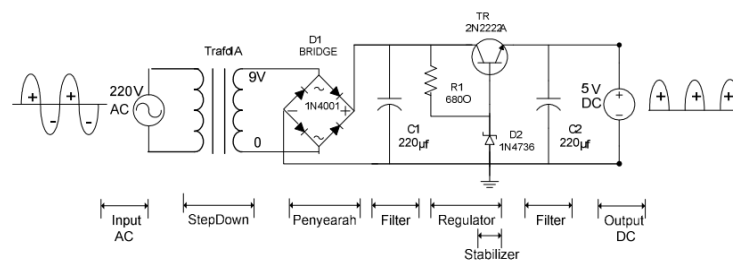 TR
2N2222A
Trafo1A
D1
BRIDGE
220V
AC
9V
0
1N4001
R1
680O
C1
220µf
D2
1N4736
C2
220µf
5V
DC
Input
AC
StepDown
Penyearah
Filter
Regulator
Stabilizer
Filter
Output
DC